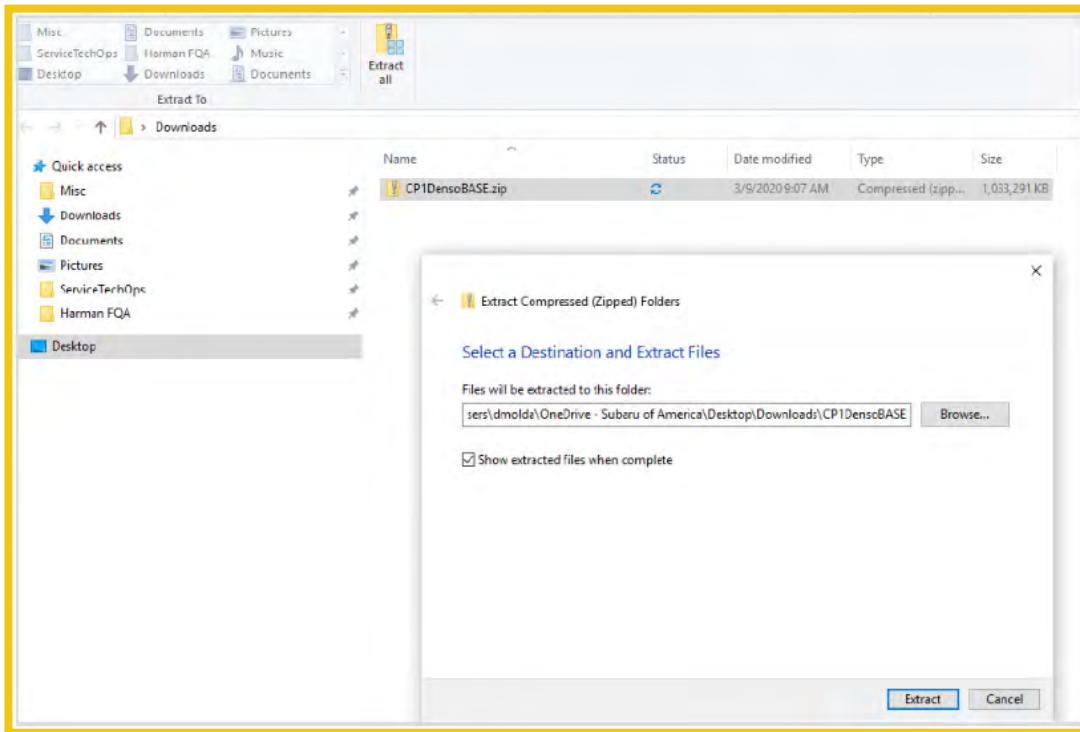 Misc Documents Pictures
ServiceTechOps Harman FQA Music
Desktop Downloads Documents
Extract all
Extract To
Downloads
Name Status Date modified Type Size
Quick access
CP1DensoBASE.zip 3/9/2020 9:07 AM Compressed (zipp... 1,033,291 KB
Misc
Downloads
Documents
Pictures
ServiceTechOps
Harman FQA
Desktop
Extract Compressed (Zipped) Folders
Select a Destination and Extract Files
Files will be extracted to this folder:
sers\dmolda\OneDrive - Subaru of America\Desktop\Downloads\CP1DensoBASE
Browse...
Show extracted files when complete
Extract Cancel